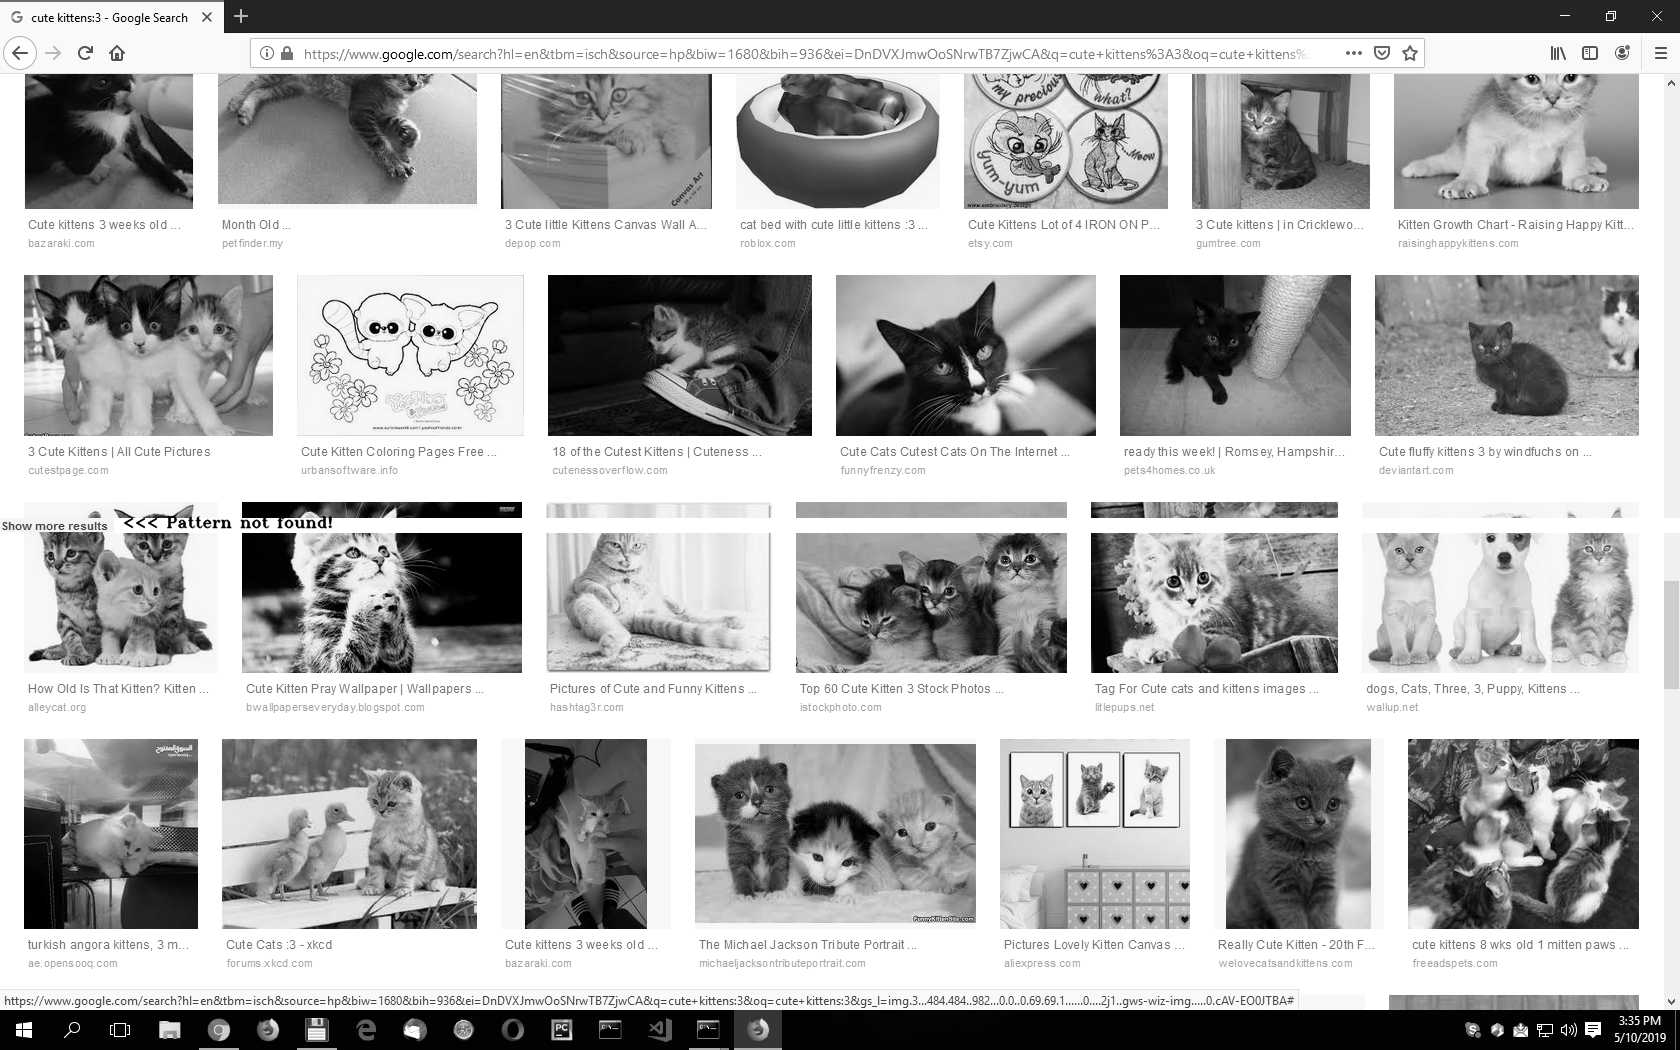 cute kittens:3 - Google Search
https://www.google.com/search?hl=en&tbm=isch&source=hp&biw=1680&bih=936&ei=DnDVXJmwOoSNrwTB7ZjwCA&q=cute+kittens%3A3&oq=cute+kittens%
my precious what?
yum-yum ...Meow
Canvas Art
www.embroidery.design
Cute kittens 3 weeks old ... Month Old ... 3 Cute little Kittens Canvas Wall A... cat bed with cute little kittens :3 ... Cute Kittens Lot of 4 IRON ON P... 3 Cute kittens | in Cricklewo... Kitten Growth Chart - Raising Happy Kitt...
bazaraki.com petfinder.my depop.com roblox.com etsy.com gumtree.com raisinghappykittens.com
3 Cute Kittens | All Cute Pictures Cute Kitten Coloring Pages Free ... 18 of the Cutest Kittens | Cuteness ... Cute Cats Cutest Cats On The Internet ... ready this week! | Romsey, Hampshir... Cute fluffy kittens 3 by windfuchs on ...
cutestpage.com urbansoftware.info cutenessoverflow.com funnyfrenzy.com pets4homes.co.uk deviantart.com
Show more results <<< Pattern not found!
How Old Is That Kitten? Kitten ... Cute Kitten Pray Wallpaper | Wallpapers ... Pictures of Cute and Funny Kittens ... Top 60 Cute Kitten 3 Stock Photos ... Tag For Cute cats and kittens images ... dogs, Cats, Three, 3, Puppy, Kittens ...
alleycat.org bwallpaperseveryday.blogspot.com hashtag3r.com istockphoto.com litlepups.net wallup.net
السوق المفتوح
FunnyKittenSite.com
turkish angora kittens, 3 m... Cute Cats :3 - xkcd Cute kittens 3 weeks old ... The Michael Jackson Tribute Portrait ... Pictures Lovely Kitten Canvas ... Really Cute Kitten - 20th F... cute kittens 8 wks old 1 mitten paws ...
ae.opensooq.com forums.xkcd.com bazaraki.com michaeljacksontributeportrait.com aliexpress.com welovecatsandkittens.com freeadspets.com
https://www.google.com/search?hl=en&tbm=isch&source=hp&biw=1680&bih=936&ei=DnDVXJmwOoSNrwTB7ZjwCA&q=cute+kittens:3&oq=cute+kittens:3&gs_l=img.3...484.484..982...0.0..0.69.69.1......0....2j1..gws-wiz-img.....0.cAV-EO0JTBA#
PC
3:35 PM
5/10/2019